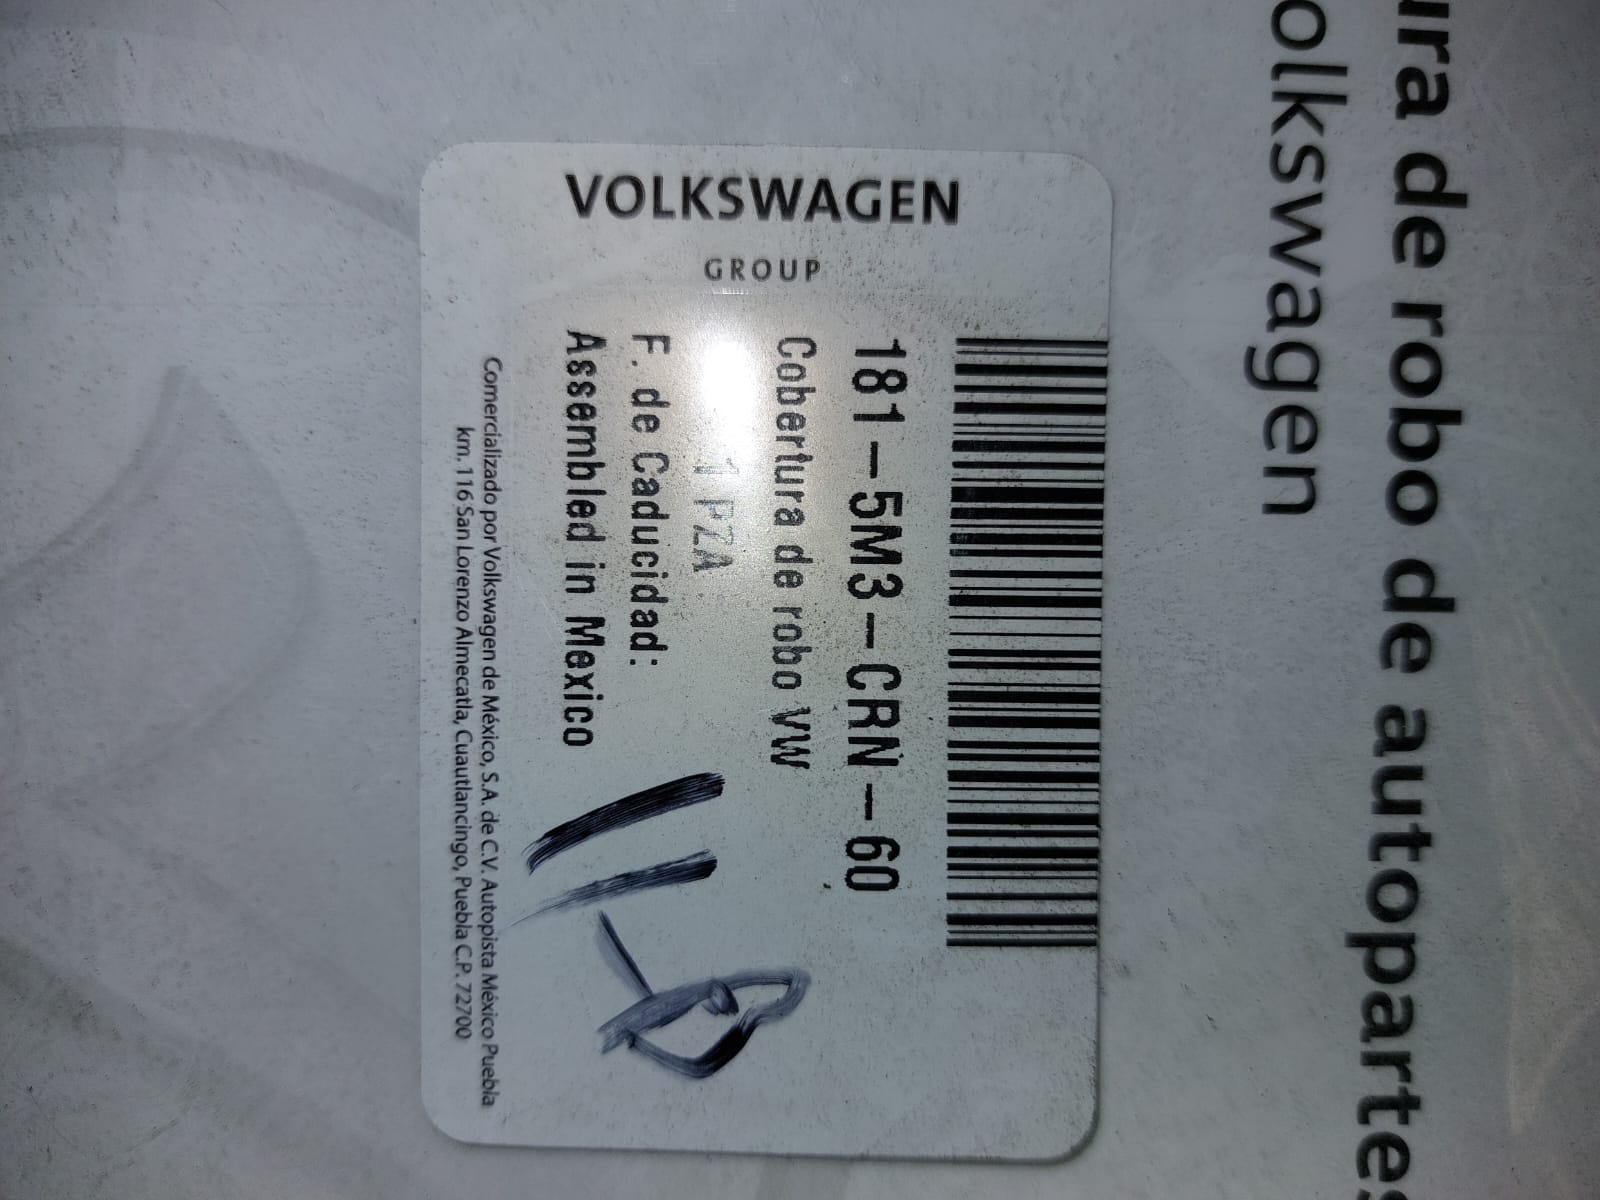 ura de robo de autopartes
olkswagen
VOLKSWAGEN
GROUP
181-5M3-CRN-60
Cobertura de robo VW
1 PZA
F. de Caducidad:
Assembled in Mexico
Comercializado por Volkswagen de México, S.A. de C.V. Autopista México Puebla
km. 116 San Lorenzo Almecatla, Cuautlancingo, Puebla C.P. 72700